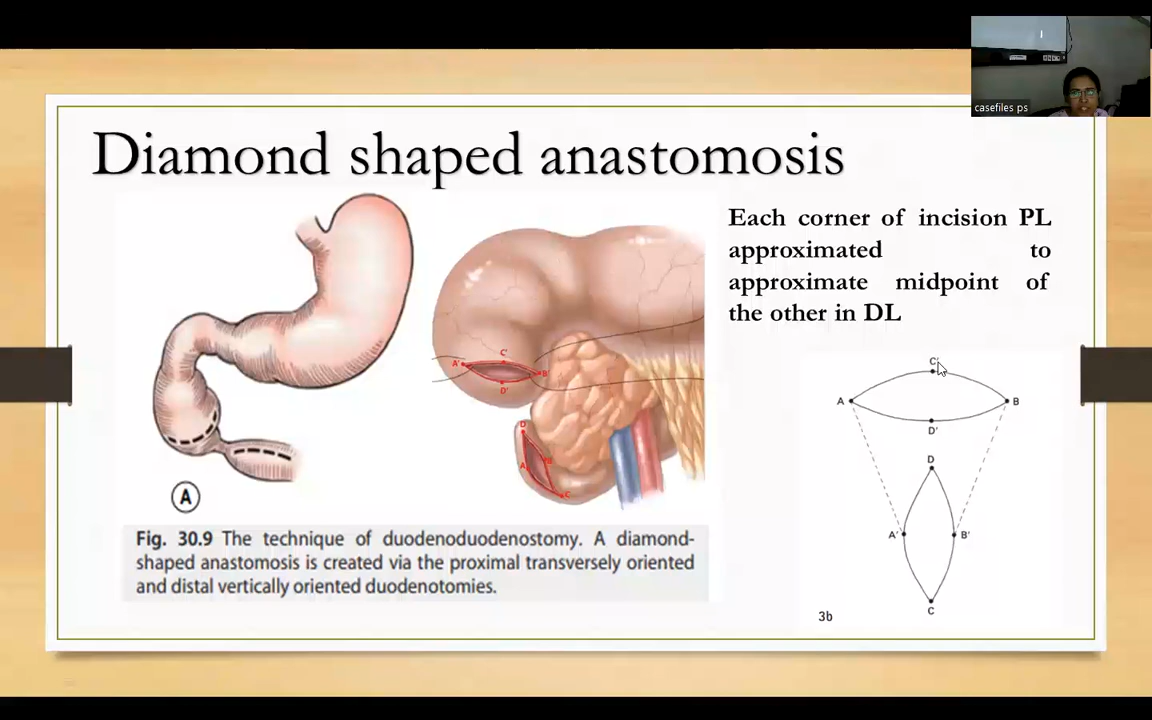 casefiles ps
Diamond shaped anastomosis
Each corner of incision PL
approximated to
approximate midpoint of
the other in DL
C'
A'
B'
D'
D
A
B
C
A
Fig. 30.9 The technique of duodenoduodenostomy. A diamond-
shaped anastomosis is created via the proximal transversely oriented
and distal vertically oriented duodenotomies.
C'
A
B
D'
D
A'
B'
C
3b